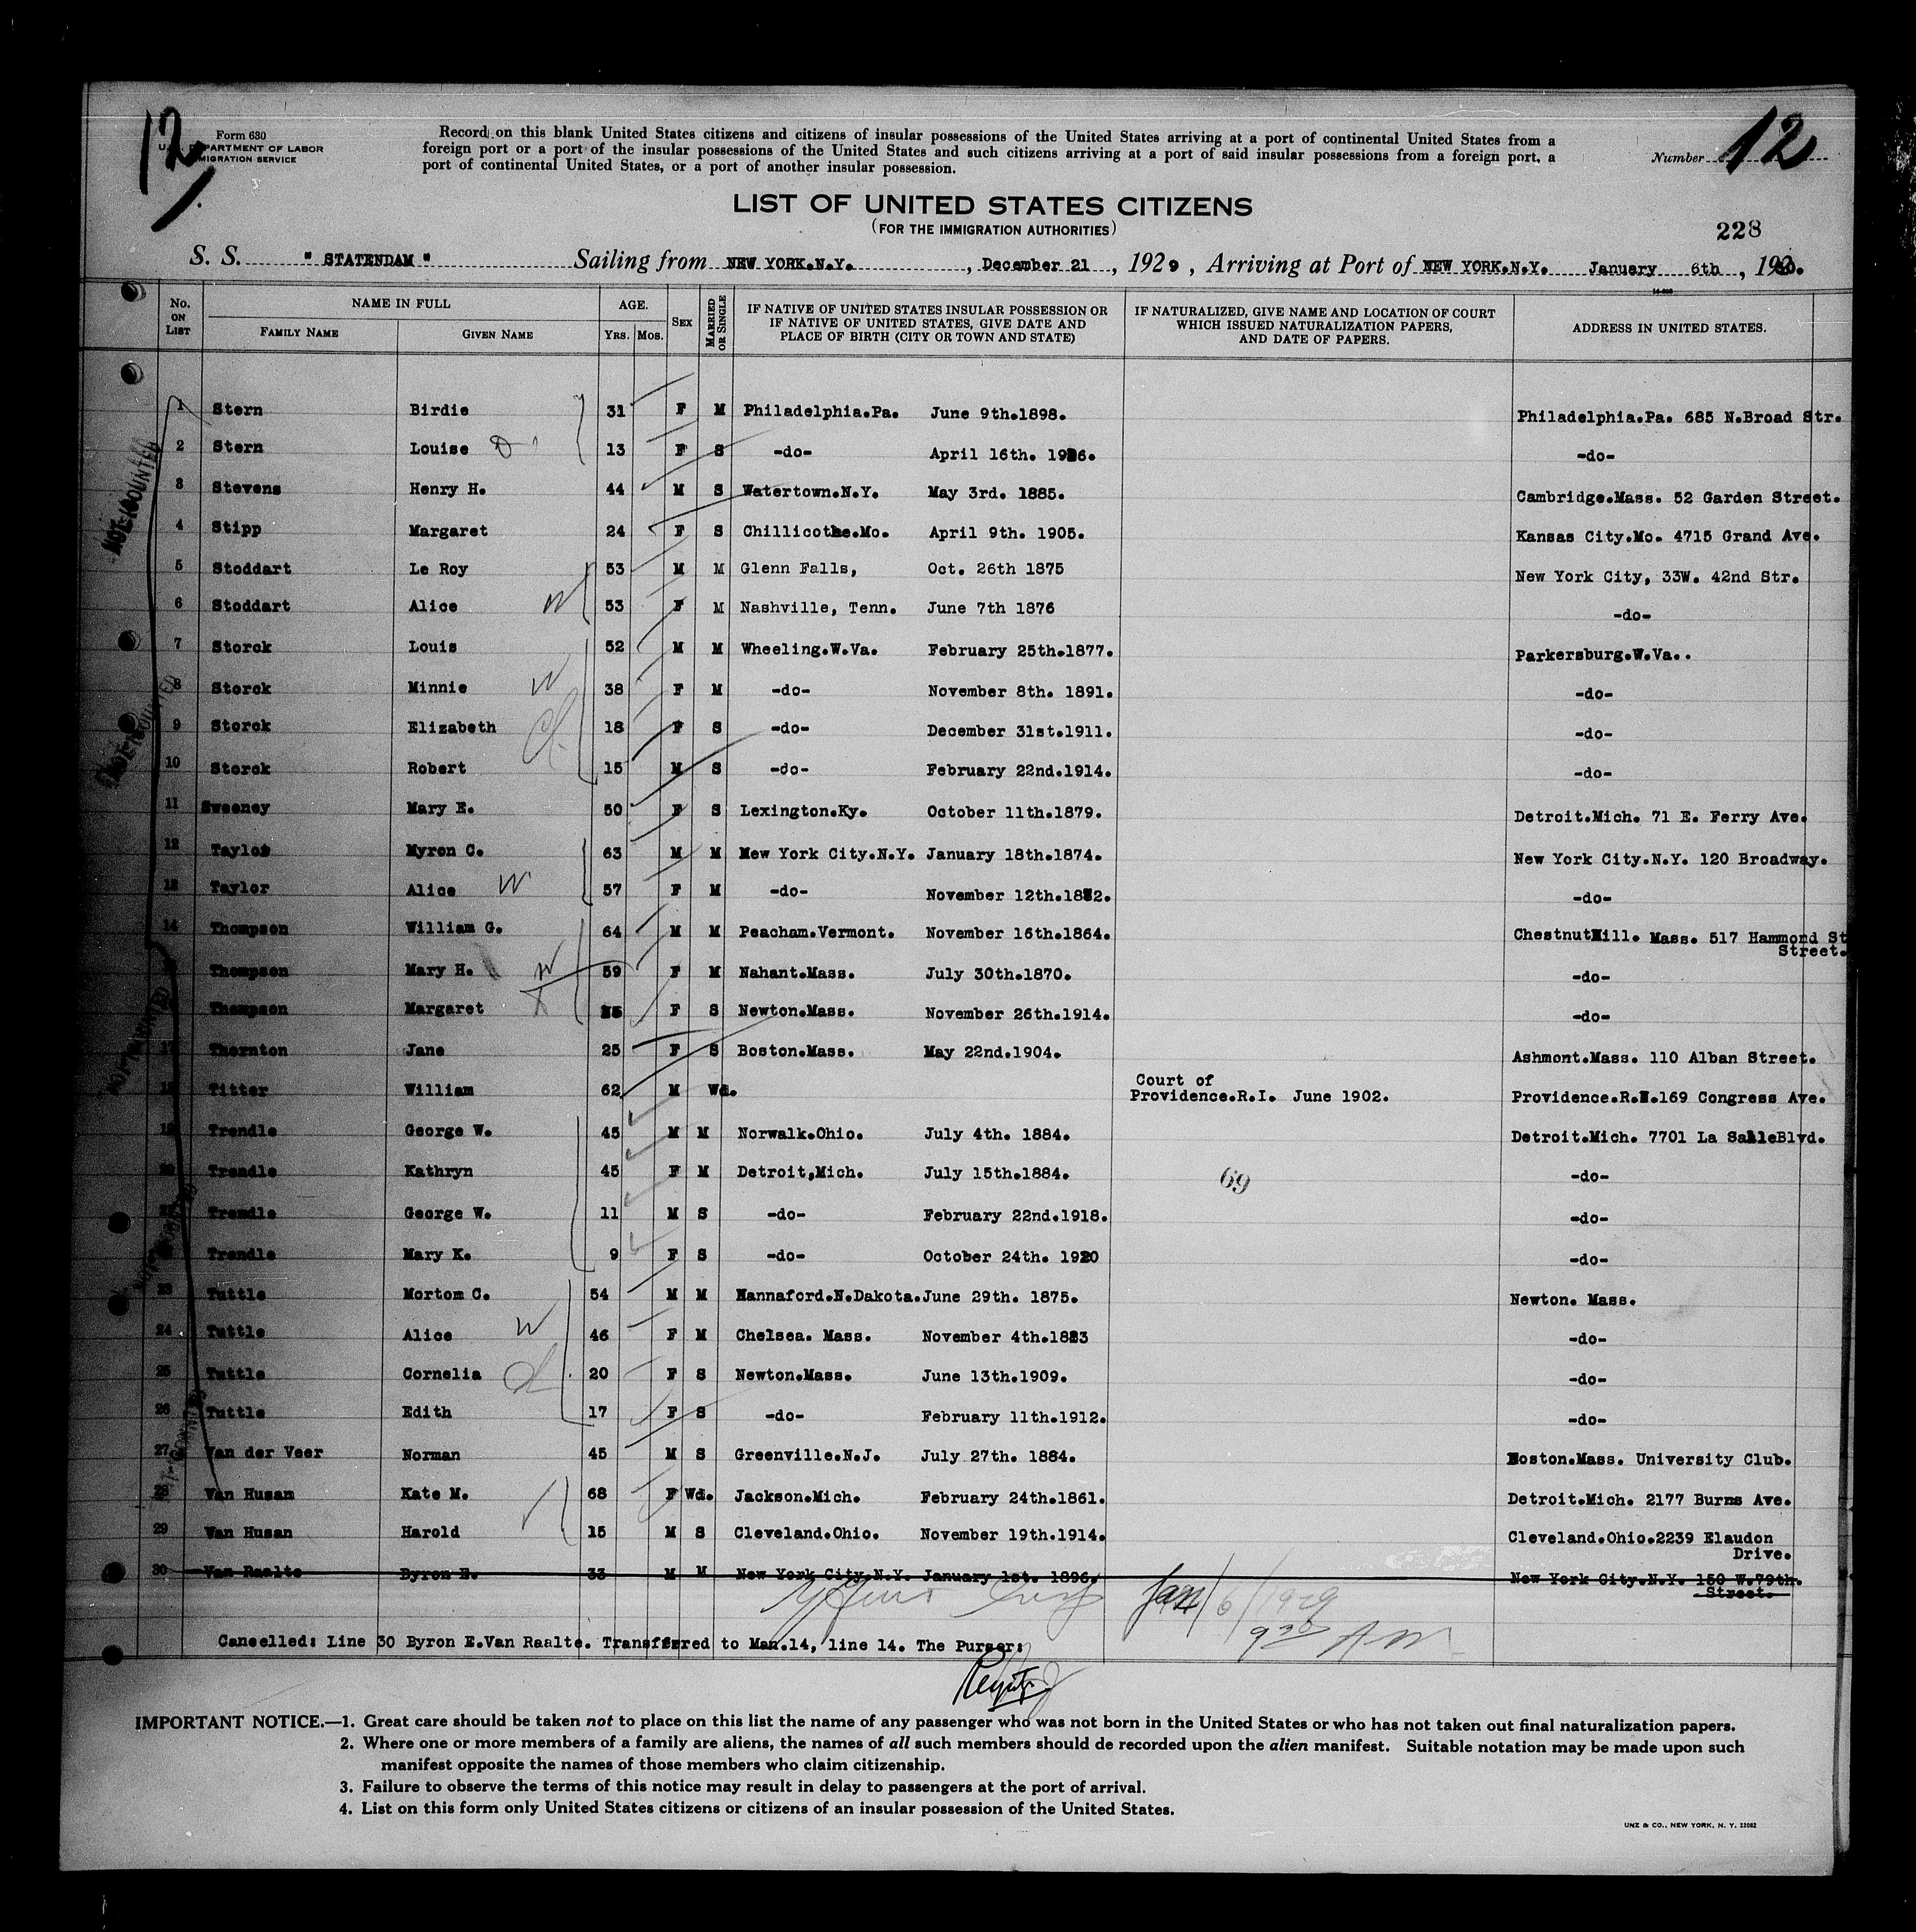 12
12
Form 630
U.S. DEPARTMENT OF LABOR
IMMIGRATION SERVICE
Record on this blank United States citizens and citizens of insular possessions of the United States arriving at a port of continental United States from a
foreign port or a port of the insular possessions of the United States and such citizens arriving at a port of said insular possessions from a foreign port, a
port of continental United States, or a port of another insular possession.
Number
LIST OF UNITED STATES CITIZENS
(FOR THE IMMIGRATION AUTHORITIES)
228
S. S. " STATENDAM " Sailing from NEW YORK.N.Y. , December 21 , 1929 , Arriving at Port of NEW YORK.N.Y. January 6th , 1930.
No. ON LIST NAME IN FULL FAMILY NAME GIVEN NAME AGE. YRS. MOS. SEX MARRIED OR SINGLE IF NATIVE OF UNITED STATES INSULAR POSSESSION OR IF NATIVE OF UNITED STATES, GIVE DATE AND PLACE OF BIRTH (CITY OR TOWN AND STATE) IF NATURALIZED, GIVE NAME AND LOCATION OF COURT WHICH ISSUED NATURALIZATION PAPERS, AND DATE OF PAPERS. ADDRESS IN UNITED STATES.
1 Stern Birdie 31 F M Philadelphia.Pa. June 9th.1898. Philadelphia.Pa. 685 N.Broad Str.
2 Stern Louise 13 F S -do- April 16th. 1926. -do-
3 Stevens Henry H. 44 M S Watertown.N.Y. May 3rd. 1885. Cambridge.Mass. 52 Garden Street.
4 Stipp Margaret 24 F S Chillicothe.Mo. April 9th. 1905. Kansas City.Mo. 4715 Grand Ave.
5 Stoddart Le Roy 53 M M Glenn Falls, Oct. 26th 1875 New York City, 33W. 42nd Str.
6 Stoddart Alice W 53 F M Nashville, Tenn. June 7th 1876 -do-
7 Storck Louis 52 M M Wheeling.W.Va. February 25th.1877. Parkersburg.W.Va..
8 Storck Minnie W 38 F M -do- November 8th. 1891. -do-
9 Storck Elizabeth 18 F S -do- December 31st.1911. -do-
10 Storck Robert 15 M S -do- February 22nd.1914. -do-
11 Sweeney Mary E. 50 F S Lexington.Ky. October 11th.1879. Detroit.Mich. 71 E. Ferry Ave.
12 Taylor Myron C. 63 M M New York City.N.Y. January 18th.1874. New York City.N.Y. 120 Broadway.
13 Taylor Alice W 57 F M -do- November 12th.1872. -do-
14 Thompson William G. 64 M M Peacham.Vermont. November 16th.1864. ChestnutHill. Mass. 517 Hammond St
Street.
Thompson Mary H. W 59 F M Nahant.Mass. July 30th.1870. -do-
Thompson Margaret 15 F S Newton.Mass. November 26th.1914. -do-
17 Thornton Jane 25 F S Boston.Mass. May 22nd.1904. Ashmont.Mass. 110 Alban Street.
18 Titter William 62 M Wd. Court of
Providence.R.I. June 1902. Providence.R.I.169 Congress Ave.
19 Trendle George W. 45 M M Norwalk.Ohio. July 4th. 1884. Detroit.Mich. 7701 La SalleBlvd.
20 Trendle Kathryn 45 F M Detroit,Mich. July 15th.1884. 69 -do-
Trendle George W. 11 M S -do- February 22nd.1918. -do-
Trendle Mary K. 9 F S -do- October 24th. 1920 -do-
23 Tuttle Mortom C. 54 M M Hannaford.N.Dakota.June 29th. 1875. Newton. Mass.
24 Tuttle Alice W 46 F M Chelsea. Mass. November 4th.1883 -do-
25 Tuttle Cornelia 20 F S Newton.Mass. June 13th.1909. -do-
26 Tuttle Edith 17 F S -do- February 11th.1912. -do-
27 Van der Veer Norman 45 M S Greenville.N.J. July 27th. 1884. Boston.Mass. University Club.
28 Van Husan Kate M. 68 F Wd. Jackson.Mich. February 24th.1861. Detroit.Mich. 2177 Burns Ave.
29 Van Husan Harold 15 M S Cleveland.Ohio. November 19th.1914. Cleveland.Ohio.2239 Elaudon
Drive.
30 Van Raalte Byron E. 33 M M New York City.N.Y. January 1st. 1896. New York City.N.Y. 150 W.79th.
Street.
Jan/6/1929
9 30 AM
Cancelled: Line 30 Byron E.Van Raalte. Transferred to Man.14, line 14. The Purser:
IMPORTANT NOTICE.—1. Great care should be taken not to place on this list the name of any passenger who was not born in the United States or who has not taken out final naturalization papers.
2. Where one or more members of a family are aliens, the names of all such members should de recorded upon the alien manifest. Suitable notation may be made upon such
manifest opposite the names of those members who claim citizenship.
3. Failure to observe the terms of this notice may result in delay to passengers at the port of arrival.
4. List on this form only United States citizens or citizens of an insular possession of the United States.
UNZ & CO., NEW YORK, N. Y. 22082
NOT COUNTED